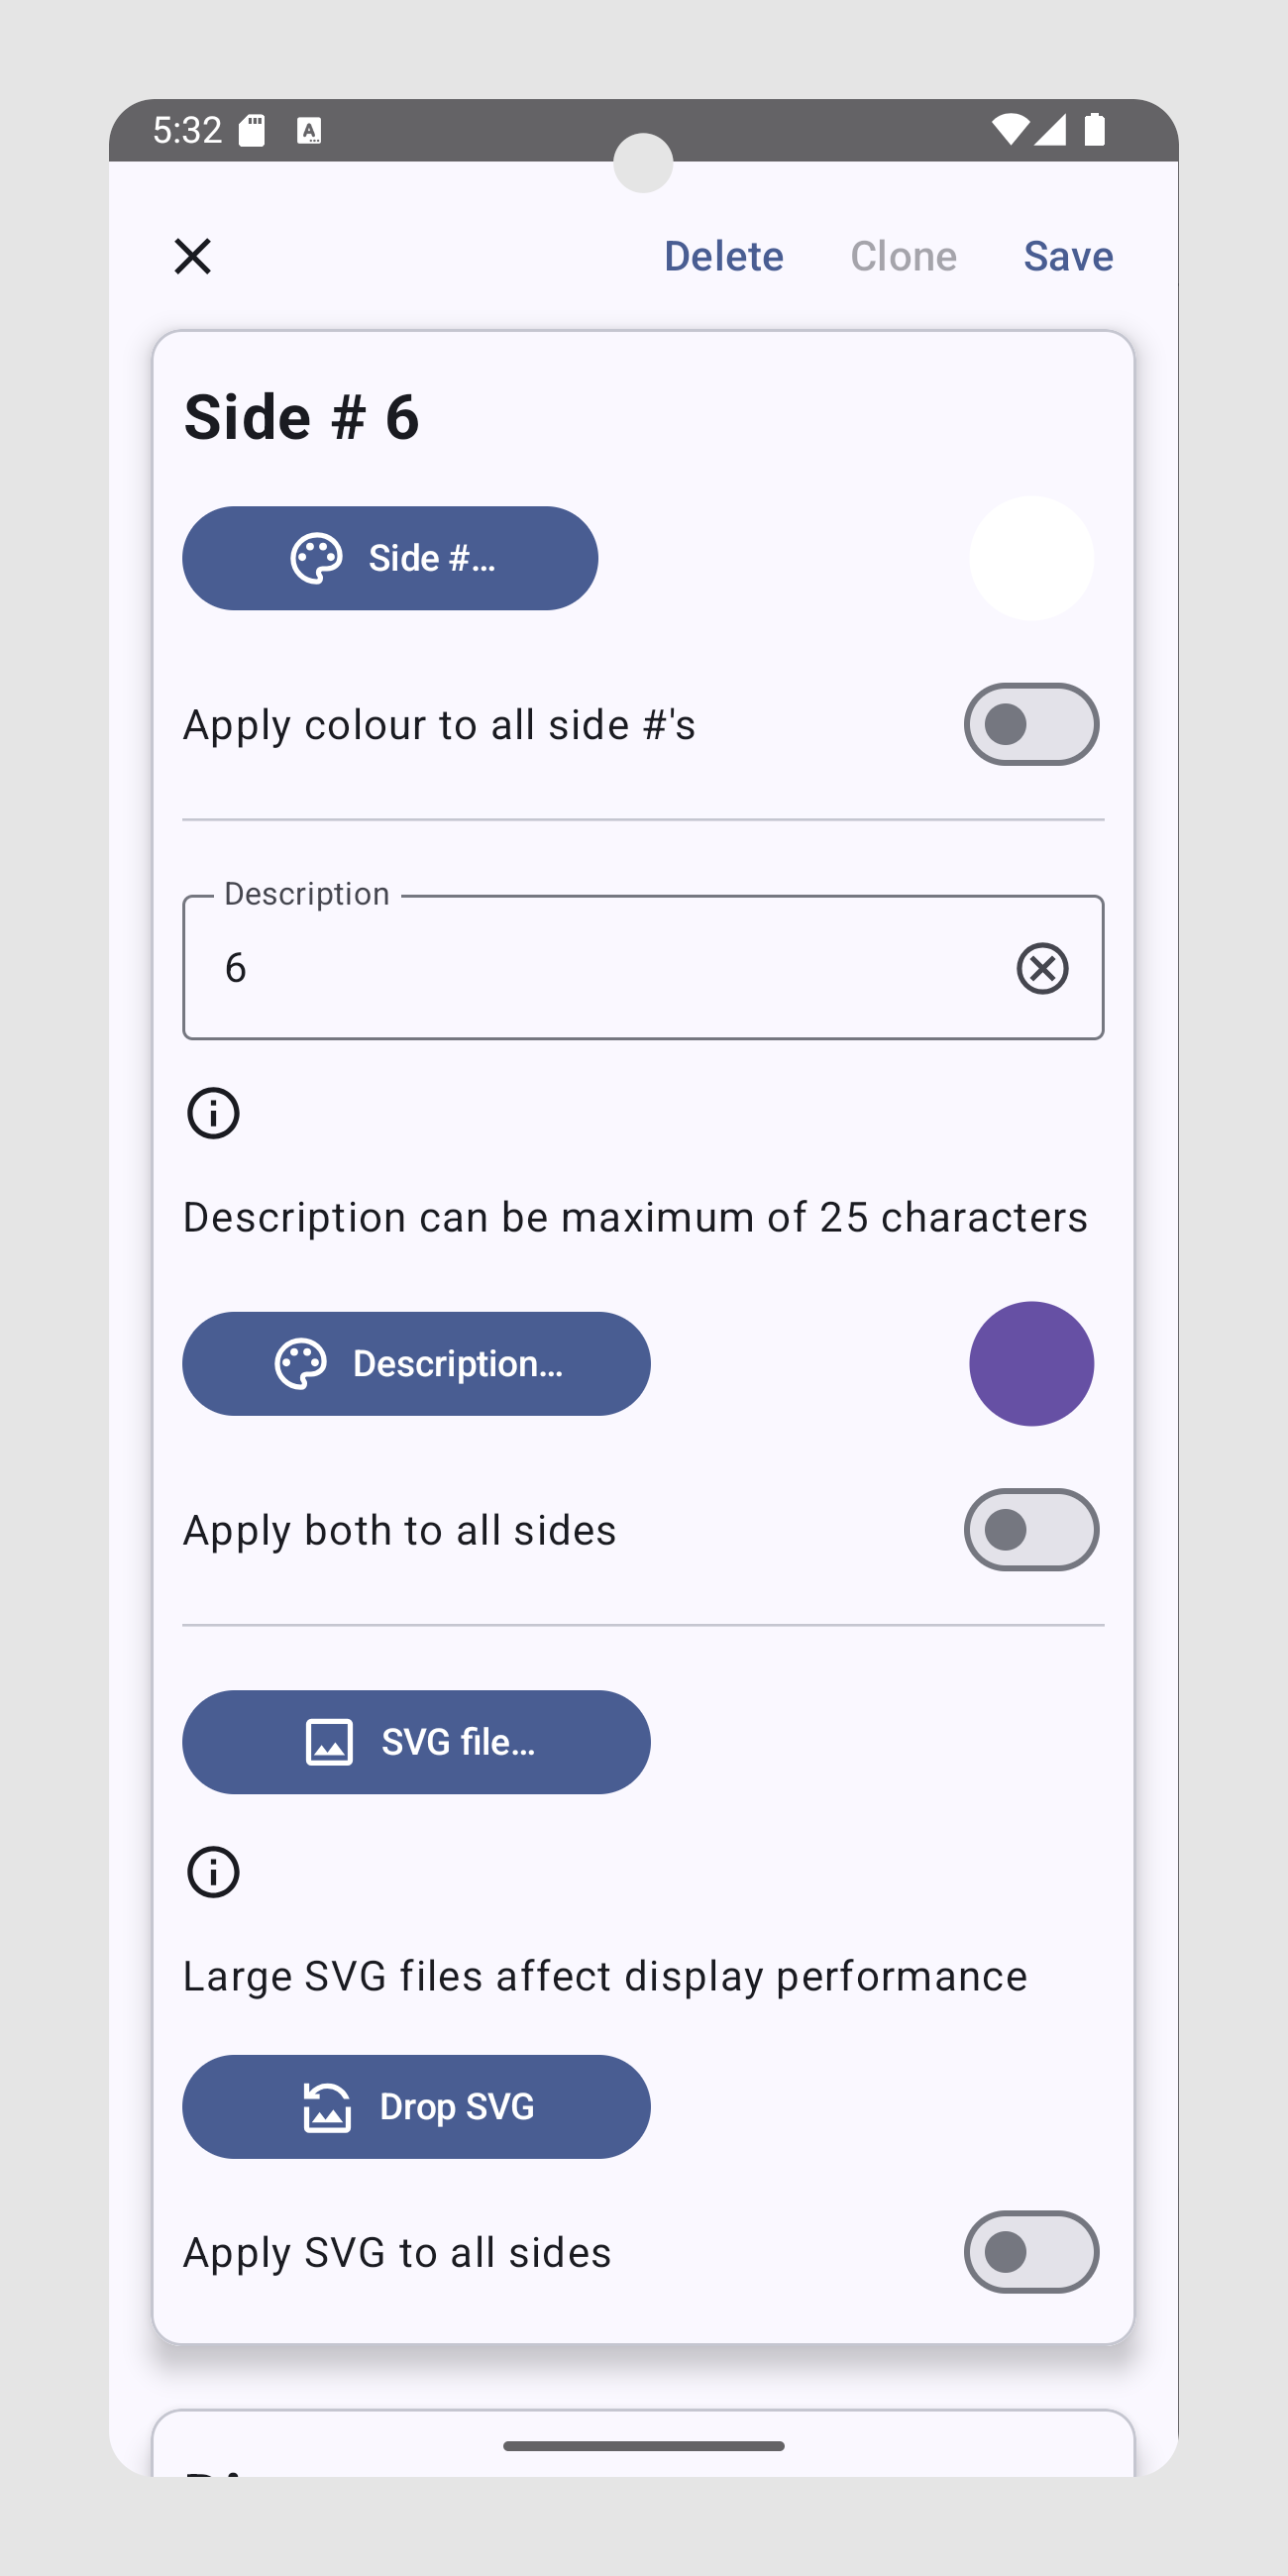 5:32
Delete Clone Save
Side # 6
Side #...
Apply colour to all side #'s
Description
6
Description can be maximum of 25 characters
Description...
Apply both to all sides
SVG file...
Large SVG files affect display performance
Drop SVG
Apply SVG to all sides